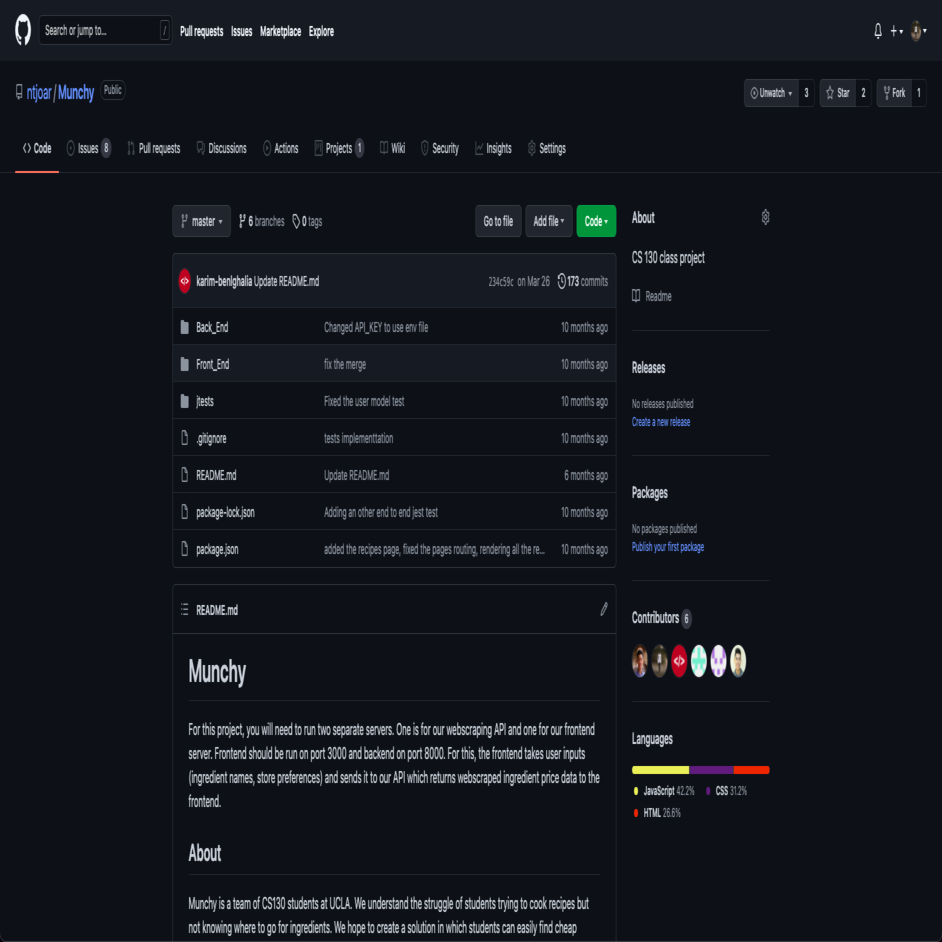 Search or jump to... /
Pull requests Issues Marketplace Explore
ntjoar / Munchy Public
Unwatch 3 Star 2 Fork 1
Code Issues 8 Pull requests Discussions Actions Projects 1 Wiki Security Insights Settings
master 6 branches 0 tags Go to file Add file Code
karim-benlghalia Update README.md 234c59c on Mar 26 173 commits
Back_End Changed API_KEY to use env file 10 months ago
Front_End fix the merge 10 months ago
jtests Fixed the user model test 10 months ago
.gitignore tests implementtation 10 months ago
README.md Update README.md 6 months ago
package-lock.json Adding an other end to end jest test 10 months ago
package.json added the recipes page, fixed the pages routing, rendering all the re... 10 months ago
README.md
Munchy
For this project, you will need to run two separate servers. One is for our webscraping API and one for our frontend
server. Frontend should be run on port 3000 and backend on port 8000. For this, the frontend takes user inputs
(ingredient names, store preferences) and sends it to our API which returns webscraped ingredient price data to the
frontend.
About
Munchy is a team of CS130 students at UCLA. We understand the struggle of students trying to cook recipes but
not knowing where to go for ingredients. We hope to create a solution in which students can easily find cheap
About
CS 130 class project
Readme
Releases
No releases published
Create a new release
Packages
No packages published
Publish your first package
Contributors 6
Languages
JavaScript 42.2% CSS 31.2%
HTML 26.6%